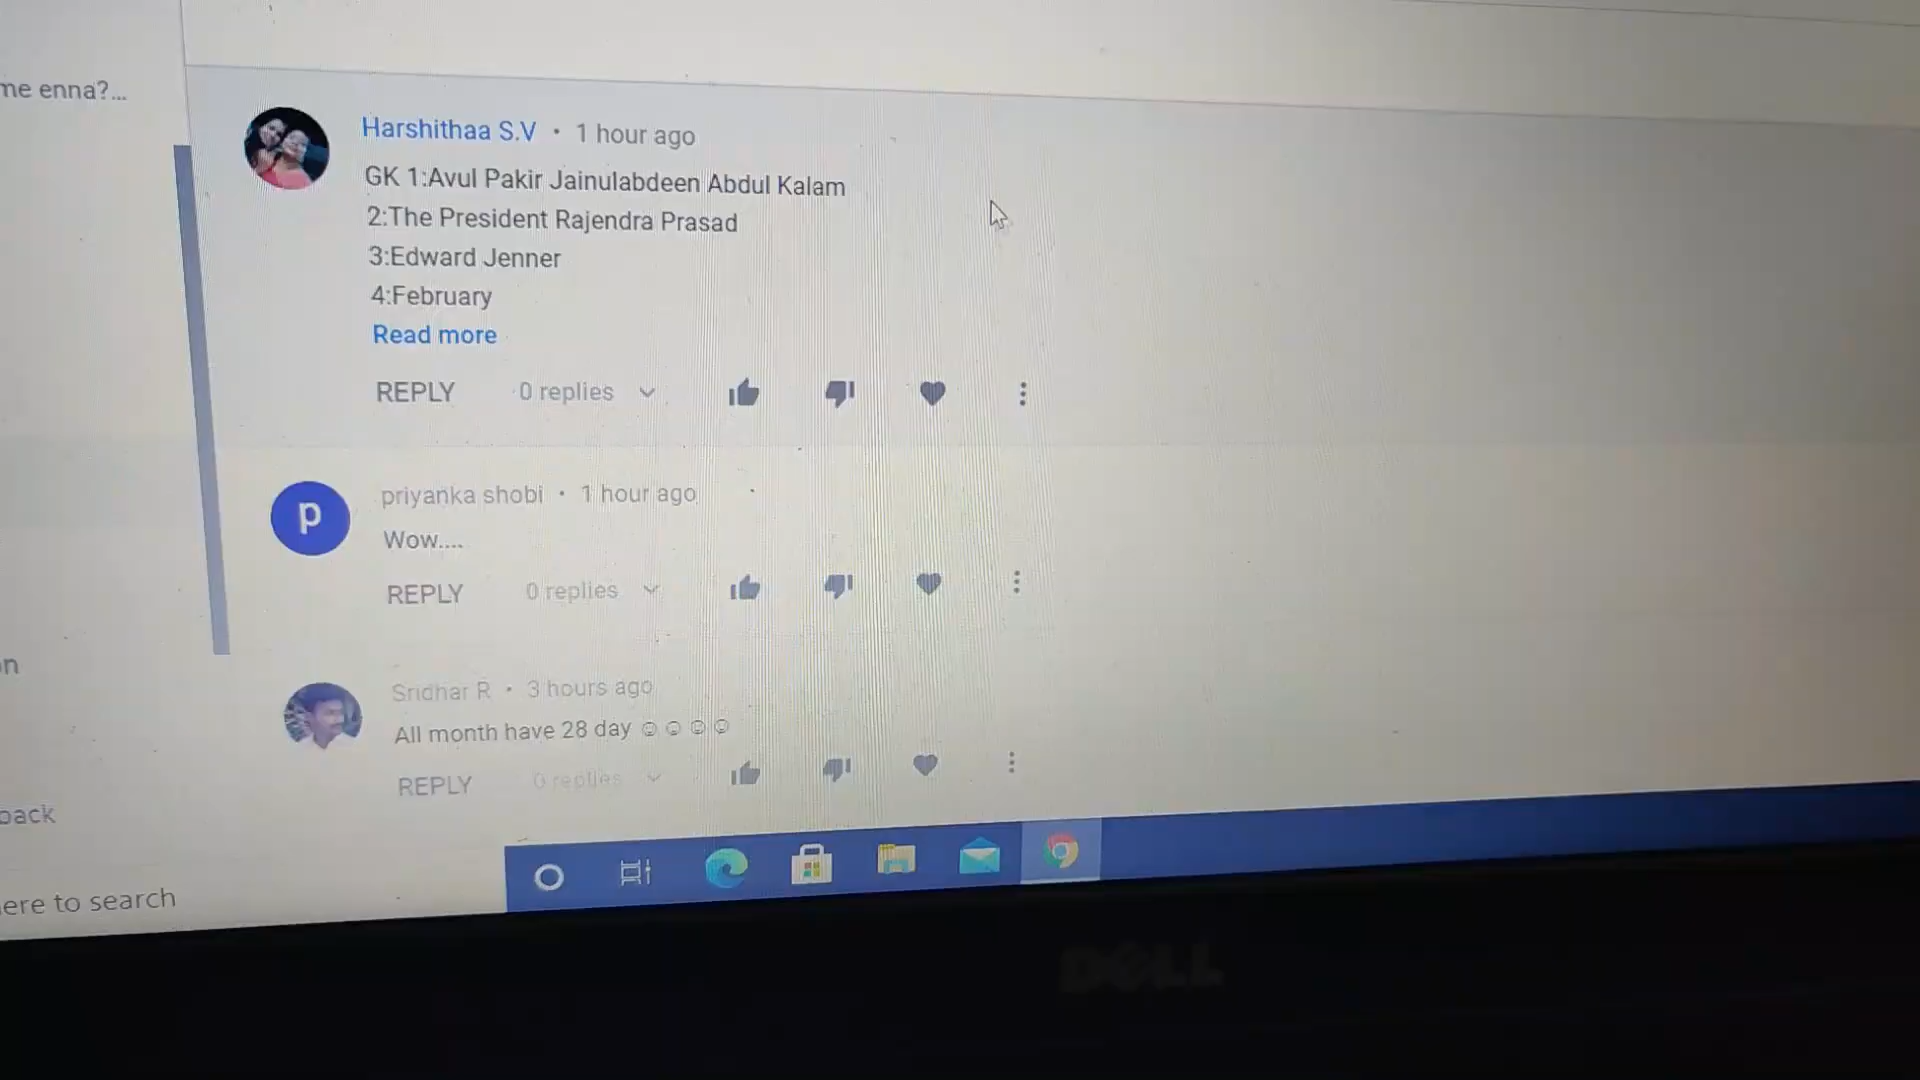 me enna?...
Harshithaa S.V • 1 hour ago
GK 1:Avul Pakir Jainulabdeen Abdul Kalam
2:The President Rajendra Prasad
3:Edward Jenner
4:February
Read more
REPLY 0 replies
p
priyanka shobi • 1 hour ago
Wow....
REPLY 0 replies
Sridhar R • 3 hours ago
All month have 28 day ☺☺☺☺
REPLY 0 replies
on
back
ere to search
DELL